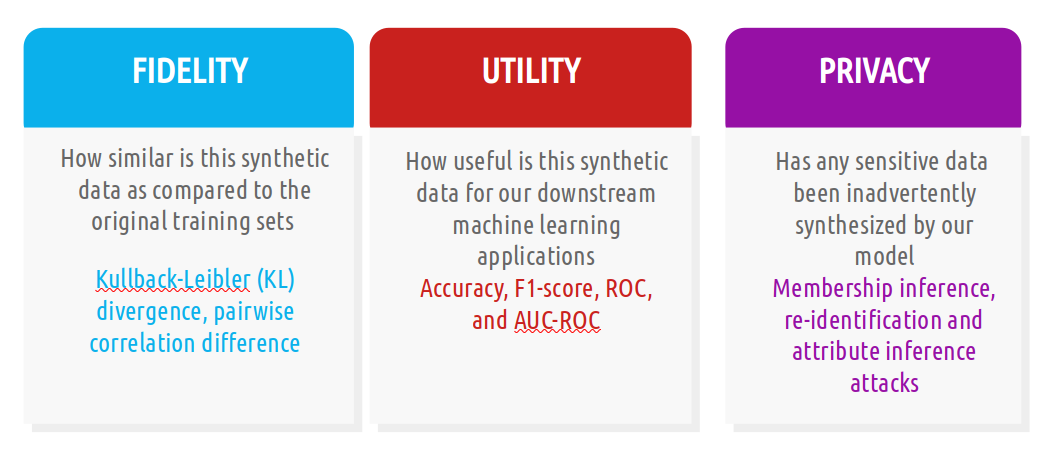 FIDELITY
How similar is this synthetic
data as compared to the
original training sets
Kullback-Leibler (KL)
divergence, pairwise
correlation difference
UTILITY
How useful is this synthetic
data for our downstream
machine learning
applications
Accuracy, F1-score, ROC,
and AUC-ROC
PRIVACY
Has any sensitive data
been inadvertently
synthesized by our
model
Membership inference,
re-identification and
attribute inference
attacks